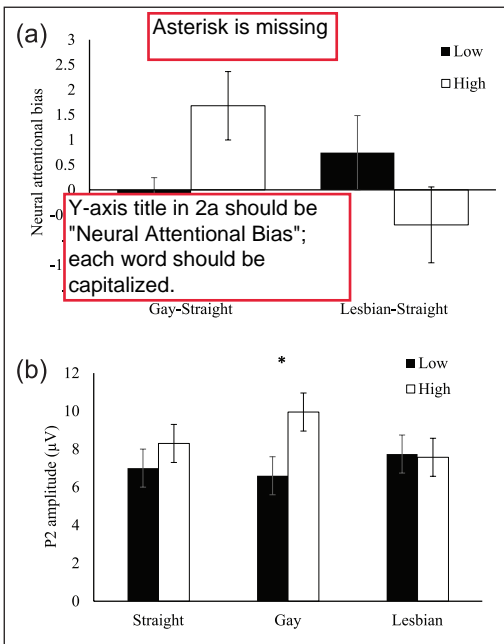 (a)
Asterisk is missing
Low
High
3
2.5
2
1.5
1
0.5
0
-0
-1
Neural attentional bias
Y-axis title in 2a should be
"Neural Attentional Bias";
each word should be
capitalized.
Gay-Straight
Lesbian-Straight
(b)
*
Low
High
12
10
8
6
4
2
0
P2 amplitude (µV)
Straight
Gay
Lesbian